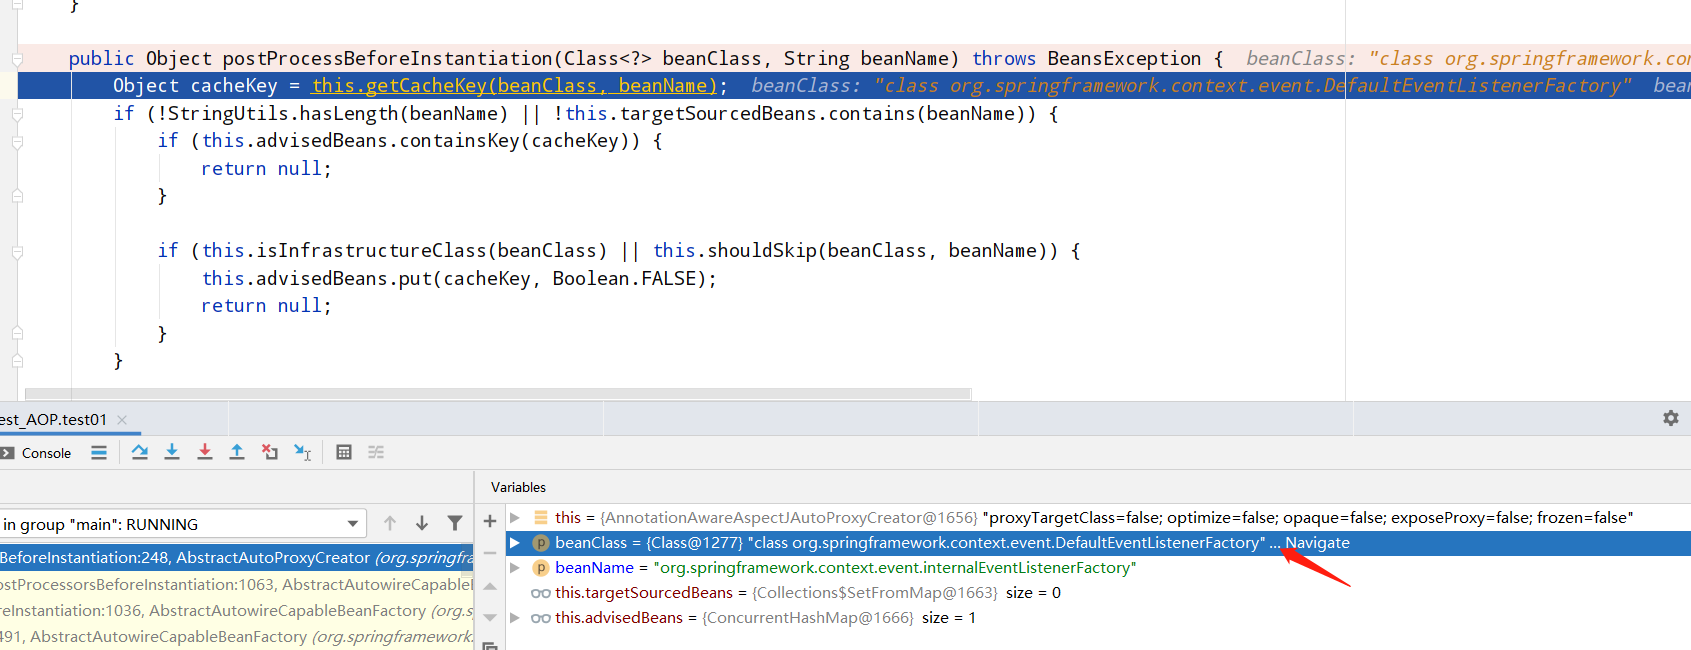 }
public Object postProcessBeforeInstantiation(Class<?> beanClass, String beanName) throws BeansException {  beanClass: "class org.springframework.co
Object cacheKey = this.getCacheKey(beanClass, beanName);  beanClass: "class org.springframework.context.event.DefaultEventListenerFactory"  bean
if (!StringUtils.hasLength(beanName) || !this.targetSourcedBeans.contains(beanName)) {
if (this.advisedBeans.containsKey(cacheKey)) {
return null;
}
if (this.isInfrastructureClass(beanClass) || this.shouldSkip(beanClass, beanName)) {
this.advisedBeans.put(cacheKey, Boolean.FALSE);
return null;
}
}
est_AOP.test01
Console
Variables
in group "main": RUNNING
BeforeInstantiation:248, AbstractAutoProxyCreator (org.springfra
ostProcessorsBeforeInstantiation:1063, AbstractAutowireCapable
reInstantiation:1036, AbstractAutowireCapableBeanFactory (org.s
491, AbstractAutowireCapableBeanFactory (org.springframework.
this = {AnnotationAwareAspectJAutoProxyCreator@1656} "proxyTargetClass=false; optimize=false; opaque=false; exposeProxy=false; frozen=false"
beanClass = {Class@1277} "class org.springframework.context.event.DefaultEventListenerFactory" ... Navigate
beanName = "org.springframework.context.event.internalEventListenerFactory"
this.targetSourcedBeans = {Collections$SetFromMap@1663}  size = 0
this.advisedBeans = {ConcurrentHashMap@1666}  size = 1